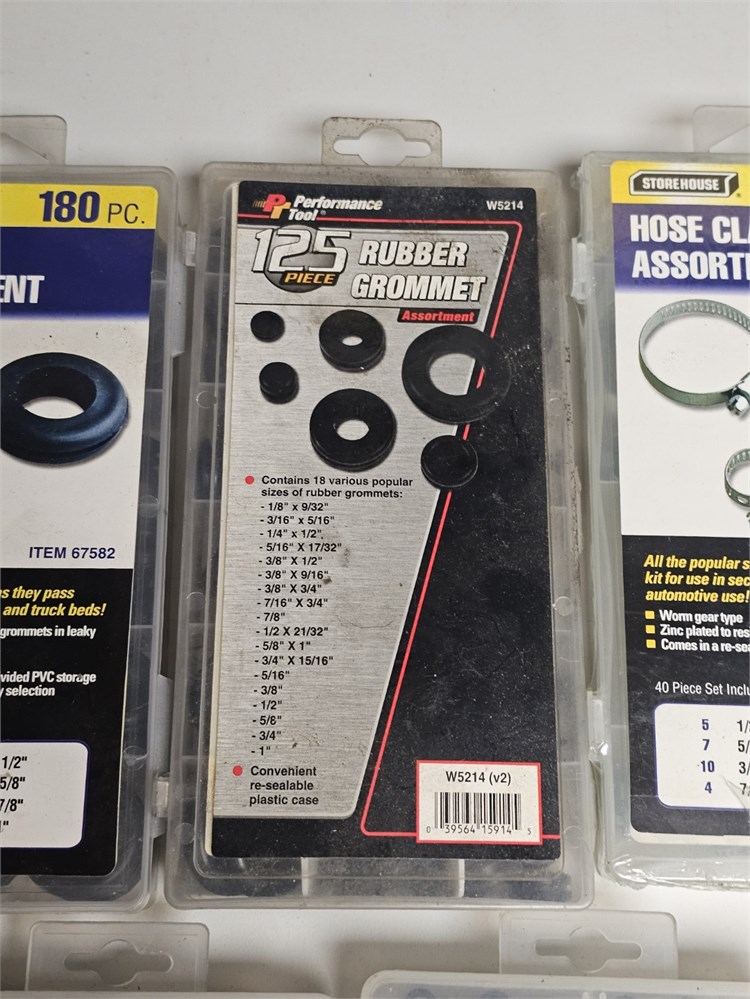 180 PC.
ENT
ITEM 67582
as they pass
and truck beds!
grommets in leaky
vided PVC storage
y selection
1/2"
5/8"
7/8"
1"
Performance
Tool®
W5214
125
PIECE
RUBBER
GROMMET
Assortment
Contains 18 various popular
sizes of rubber grommets:
- 1/8" x 9/32"
- 3/16" x 5/16"
- 1/4" x 1/2"
- 5/16" X 17/32"
- 3/8" X 1/2"
- 3/8" X 9/16"
- 3/8" X 3/4"
- 7/16" X 3/4"
- 7/8"
- 1/2 X 21/32"
- 5/8" X 1"
- 3/4" X 15/16"
- 5/16"
- 3/8"
- 1/2"
- 5/8"
- 3/4"
- 1"
Convenient
re-sealable
plastic case
W5214 (v2)
0 39564 15914 5
STOREHOUSE®
HOSE CLA
ASSORT
All the popular s
kit for use in sec
automotive use!
Worm gear type
Zinc plated to res
Comes in a re-sea
40 Piece Set Inclu
5 1/
7 5/
10 3/
4 7